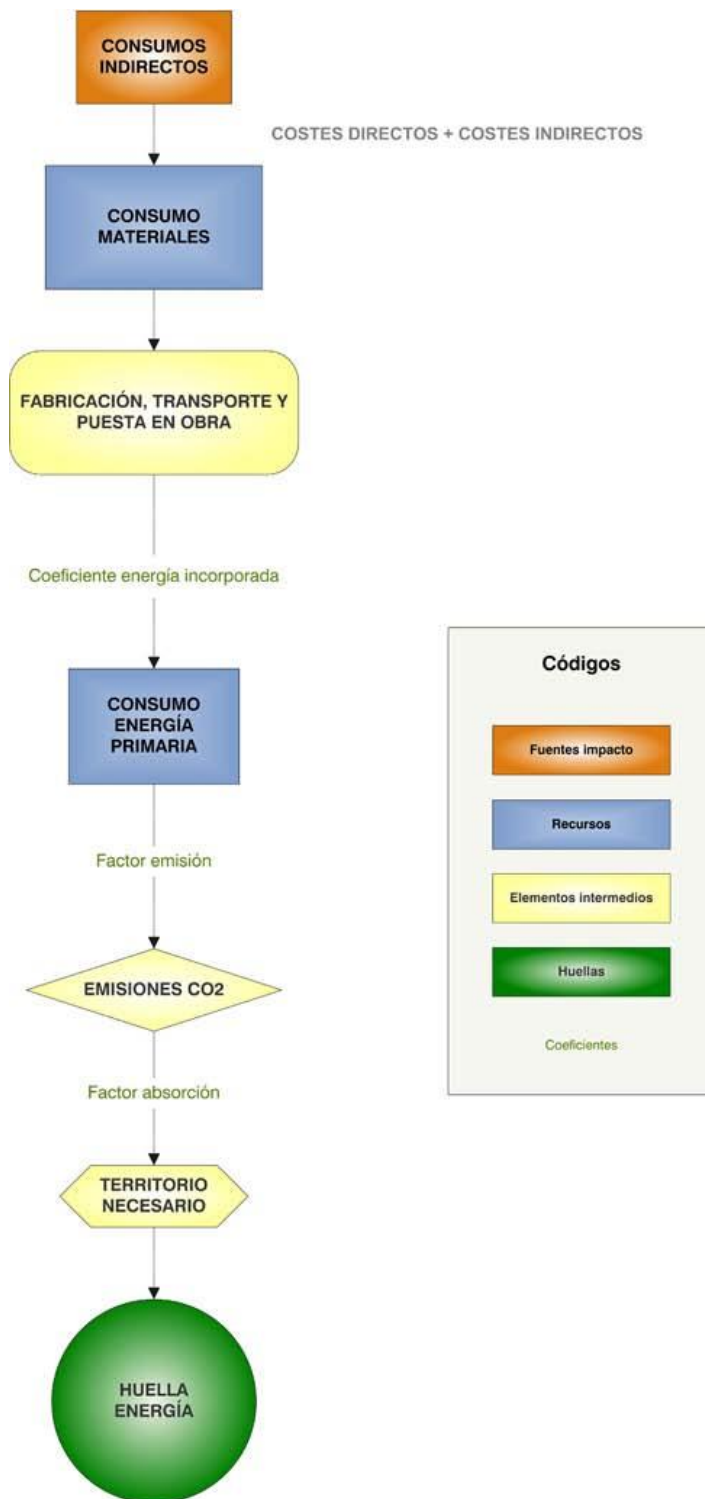 CONSUMOS
INDIRECTOS
COSTES DIRECTOS + COSTES INDIRECTOS
CONSUMO
MATERIALES
FABRICACIÓN, TRANSPORTE Y
PUESTA EN OBRA
Coeficiente energía incorporada
CONSUMO
ENERGÍA
PRIMARIA
Factor emisión
EMISIONES CO2
Factor absorción
TERRITORIO
NECESARIO
HUELLA
ENERGÍA
Códigos
Fuentes impacto
Recursos
Elementos intermedios
Huellas
Coeficientes